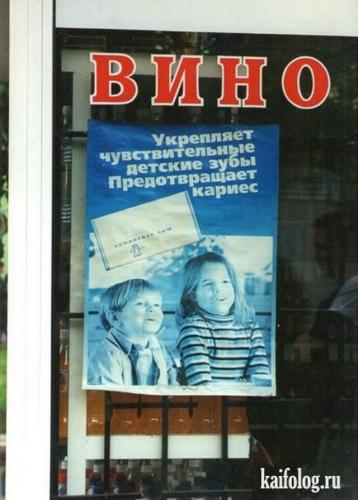 ВИНО
Укрепляет
чувствительные
детские зубы
Предотвращает
кариес
kaifolog.ru